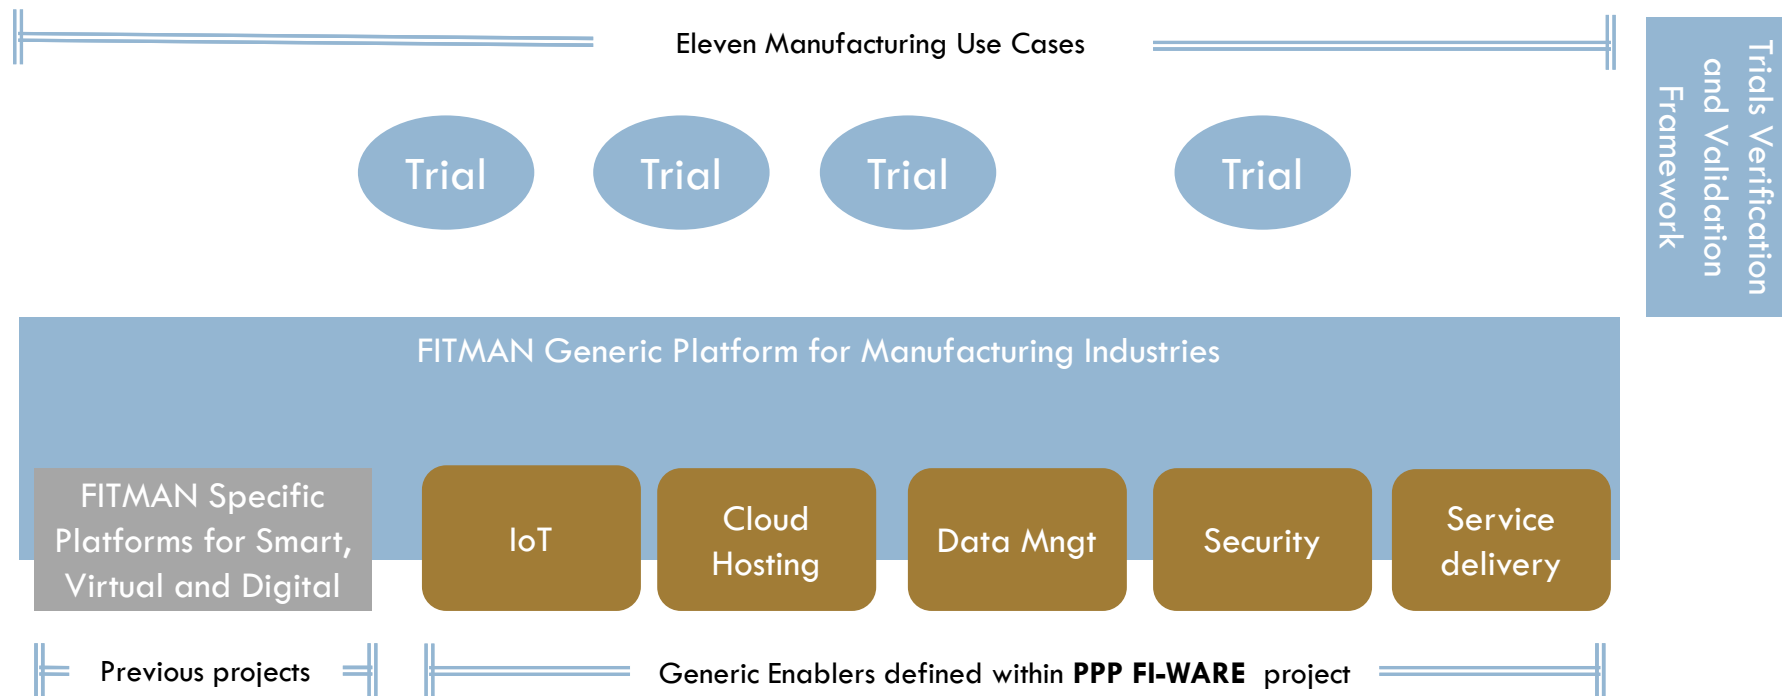 Eleven Manufacturing Use Cases
Trials Verification
and Validation
Framework
Trial
Trial
Trial
Trial
FITMAN Generic Platform for Manufacturing Industries
FITMAN Specific
Platforms for Smart,
Virtual and Digital
IoT
Cloud
Hosting
Data Mngt
Security
Service
delivery
Previous projects
Generic Enablers defined within PPP FI-WARE project